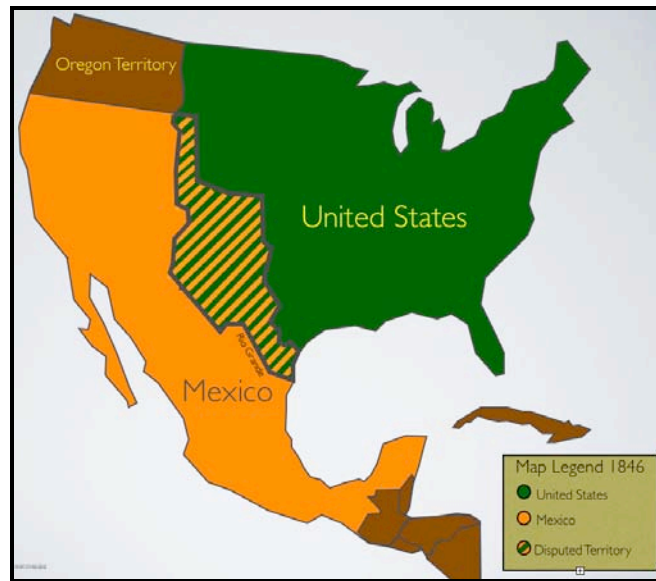 Oregon Territory
United States
Rio Grande
Mexico
Map Legend 1846
United States
Mexico
Disputed Territory